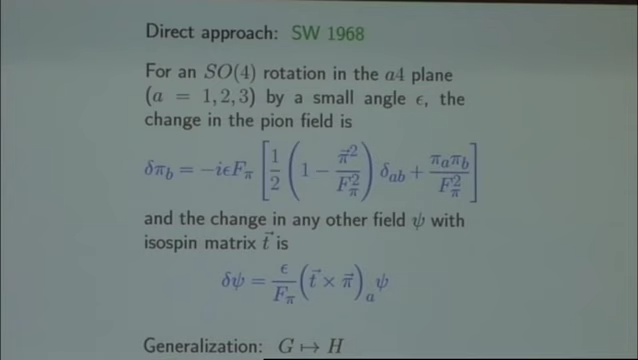 Direct approach: SW 1968
For an SO(4) rotation in the a4 plane
(a = 1, 2, 3) by a small angle ϵ, the
change in the pion field is
δπ_b = −iϵF_π [ 1/2 ( 1 − π⃗²/F_π² ) δ_ab + π_aπ_b/F_π² ]
and the change in any other field ψ with
isospin matrix t⃗ is
δψ = ϵ/F_π ( t⃗ × π⃗ )_a ψ
Generalization: G ↦ H